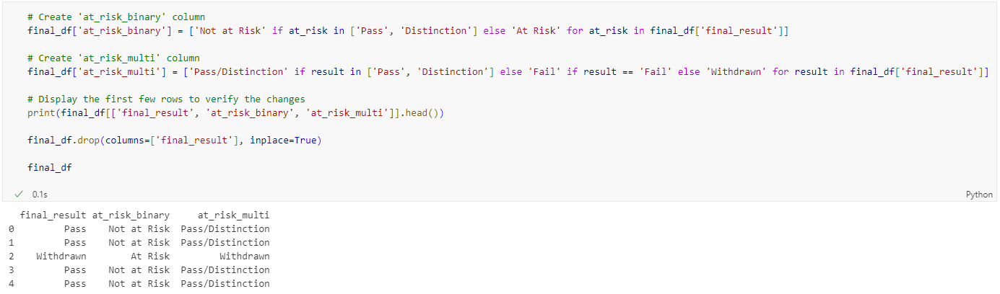 # Create 'at_risk_binary' column
final_df['at_risk_binary'] = ['Not at Risk' if at_risk in ['Pass', 'Distinction'] else 'At Risk' for at_risk in final_df['final_result']]
# Create 'at_risk_multi' column
final_df['at_risk_multi'] = ['Pass/Distinction' if result in ['Pass', 'Distinction'] else 'Fail' if result == 'Fail' else 'Withdrawn' for result in final_df['final_result']]
# Display the first few rows to verify the changes
print(final_df[['final_result', 'at_risk_binary', 'at_risk_multi']].head())
final_df.drop(columns=['final_result'], inplace=True)
final_df
0.1s Python
final_result at_risk_binary at_risk_multi
0 Pass Not at Risk Pass/Distinction
1 Pass Not at Risk Pass/Distinction
2 Withdrawn At Risk Withdrawn
3 Pass Not at Risk Pass/Distinction
4 Pass Not at Risk Pass/Distinction